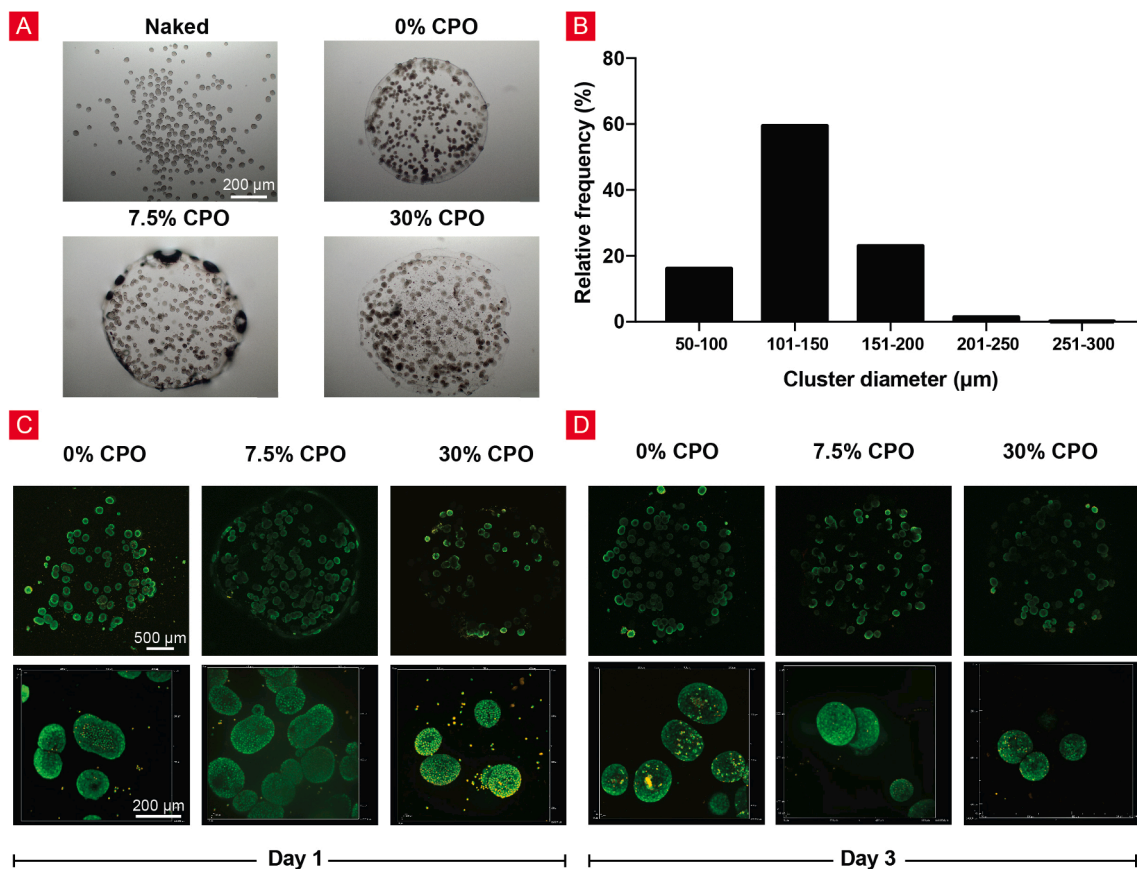 A
Naked
0% CPO
200 µm
7.5% CPO
30% CPO
B
Relative frequency (%)
80
60
40
20
0
50-100
101-150
151-200
201-250
251-300
Cluster diameter (µm)
C
0% CPO
7.5% CPO
30% CPO
500 µm
200 µm
Day 1
D
0% CPO
7.5% CPO
30% CPO
Day 3